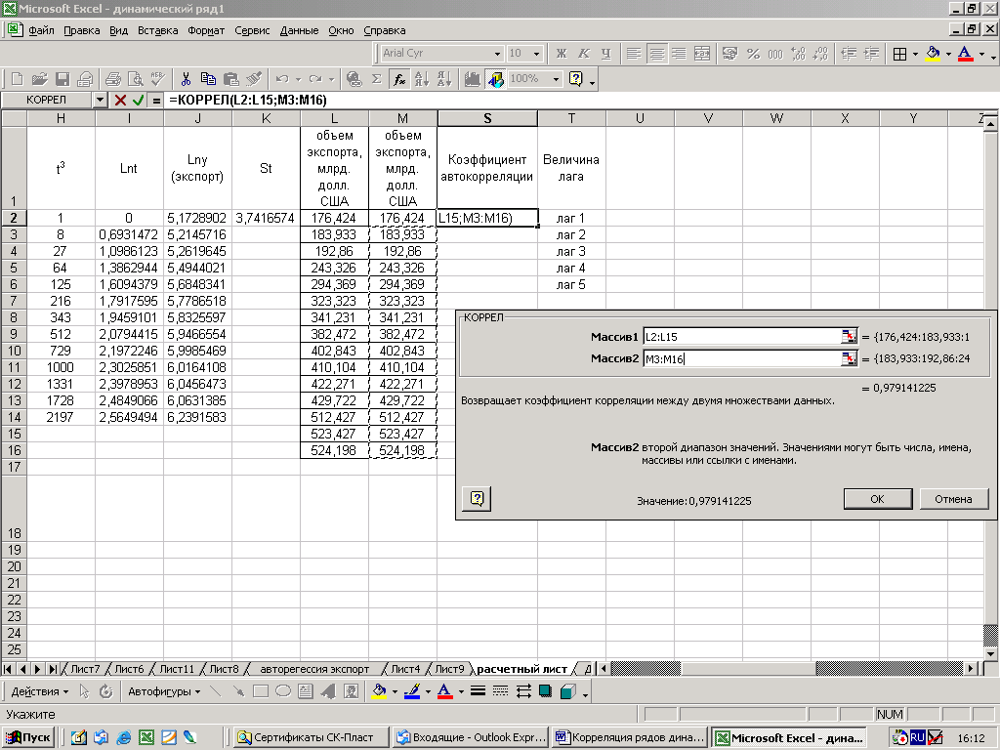 Microsoft Excel - динамический ряд1
Файл Правка Вид Вставка Формат Сервис Данные Окно Справка
Arial Cyr 10 Ж К Ч % 000
100%
КОРРЕЛ =КОРРЕЛ(L2:L15;M3:M16)
H I J K L M S T U V W X Y Z
1 t³ Lnt Lny (экспорт) St объем экспорта, млрд. долл. США объем экспорта, млрд. долл. США Коэффициент автокорреляции Величина лага
2 1 0 5,1728902 3,7416574 176,424 176,424 L15;M3:M16) лаг 1
3 8 0,6931472 5,2145716 183,933 183,933 лаг 2
4 27 1,0986123 5,2619645 192,86 192,86 лаг 3
5 64 1,3862944 5,4944021 243,326 243,326 лаг 4
6 125 1,6094379 5,6848341 294,369 294,369 лаг 5
7 216 1,7917595 5,7786518 323,323 323,323
8 343 1,9459101 5,8325597 341,231 341,231
9 512 2,0794415 5,9466554 382,472 382,472
10 729 2,1972246 5,9985469 402,843 402,843
11 1000 2,3025851 6,0164108 410,104 410,104
12 1331 2,3978953 6,0456473 422,271 422,271
13 1728 2,4849066 6,0631385 429,722 429,722
14 2197 2,5649494 6,2391583 512,427 512,427
15 523,427 523,427
16 524,198 524,198
17
18
19
20
21
22
23
24
25
КОРРЕЛ
Массив1 L2:L15 = {176,424:183,933:1
Массив2 M3:M16 = {183,933:192,86:24
= 0,979141225
Возвращает коэффициент корреляции между двумя множествами данных.
Массив2 второй диапазон значений. Значениями могут быть числа, имена,
массивы или ссылки с именами.
Значение:0,979141225 OK Отмена
Лист7 Лист6 Лист11 Лист8 авторегессия экспорт Лист4 Лист9 расчетный лист Д
Действия Автофигуры
Укажите NUM
Пуск Сертификаты СК-Пласт Входящие - Outlook Expr... Корреляция рядов дина... Microsoft Excel - дина... RU 16:12